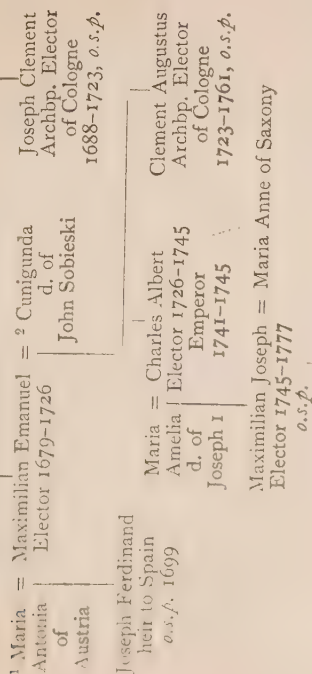 1 Maria = Maximilian Emanuel = 2 Cunigunda
Antonia
of
Austria
Elector 1679–1726
d. of
John Sobieski
Joseph Clement
Archbp. Elector
of Cologne
1688–1723, o.s.p.
Joseph Ferdinand
heir to Spain
o.s.p. 1699
Maria = Charles Albert
Amelia
d. of
Joseph I
Elector 1726–1745
Emperor
1741–1745
Clement Augustus
Archbp. Elector
of Cologne
1723–1761, o.s.p.
Maximilian Joseph = Maria Anne of Saxony
Elector 1745–1777
o.s.p.